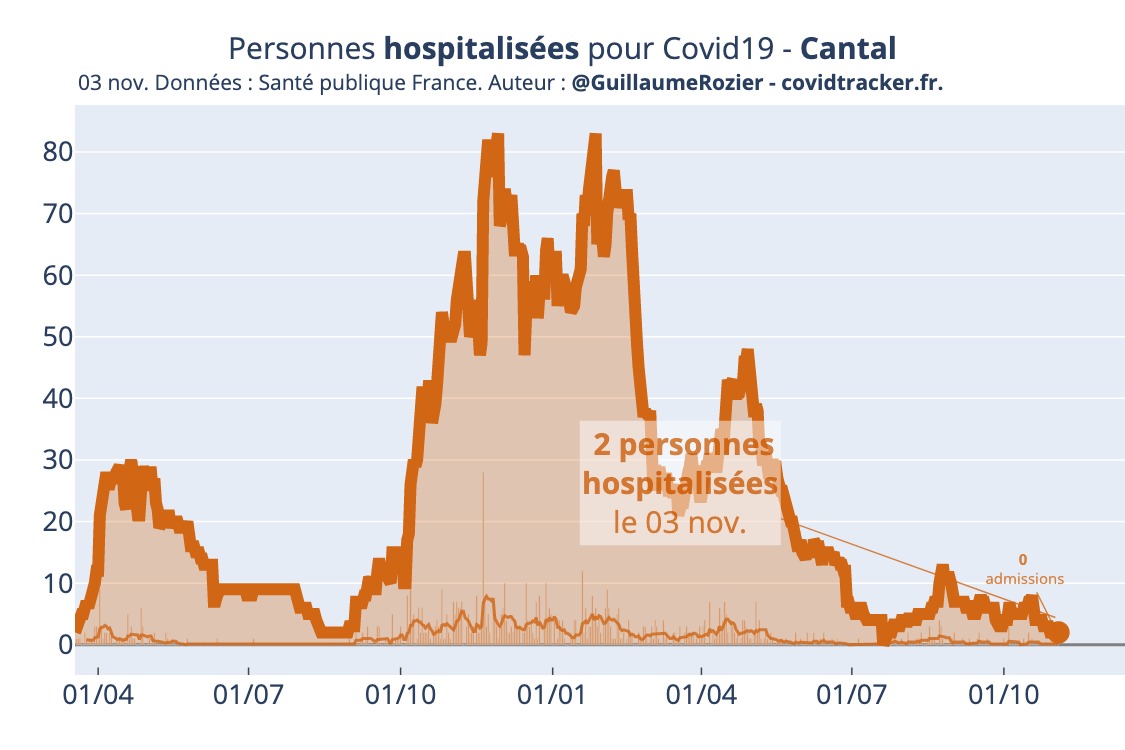 Personnes hospitalisées pour Covid19 - Cantal
03 nov. Données : Santé publique France. Auteur : @GuillaumeRozier - covidtracker.fr.
80
70
60
50
40
30
20
10
0
2 personnes
hospitalisées
le 03 nov.
0
admissions
01/04
01/07
01/10
01/01
01/04
01/07
01/10